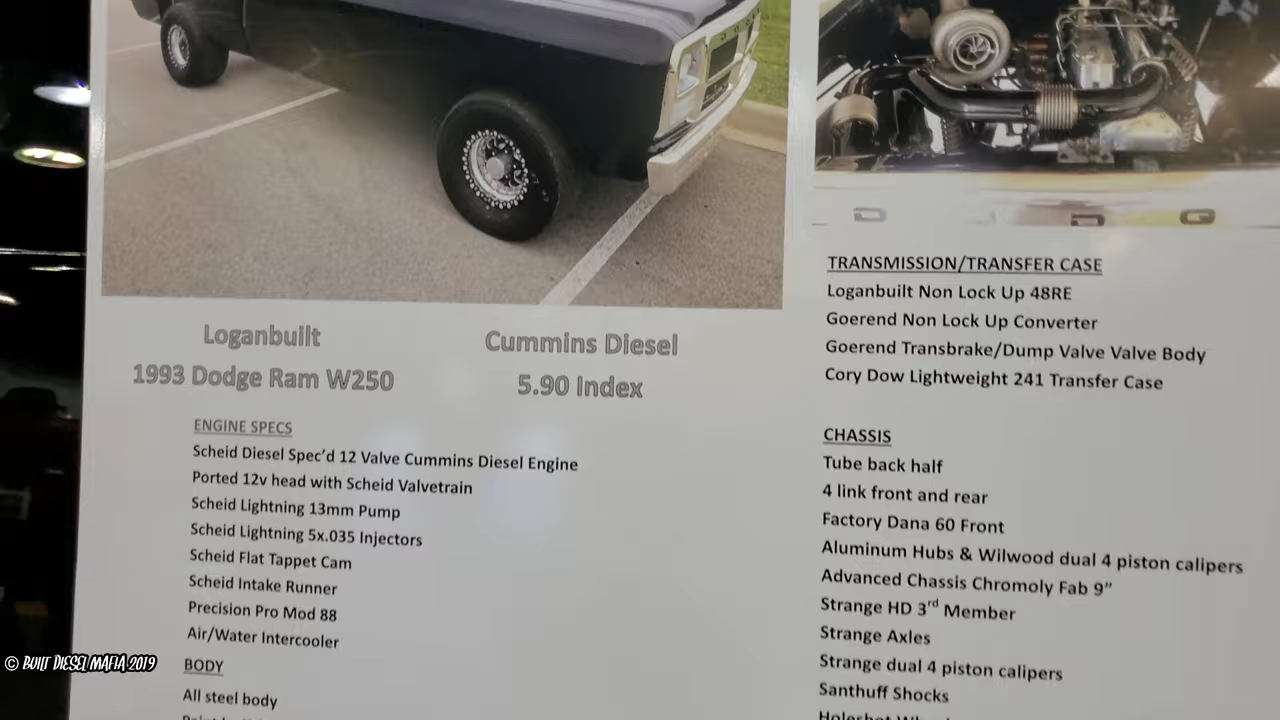 D O D G
Loganbuilt
1993 Dodge Ram W250
Cummins Diesel
5.90 Index
ENGINE SPECS
Scheid Diesel Spec'd 12 Valve Cummins Diesel Engine
Ported 12v head with Scheid Valvetrain
Scheid Lightning 13mm Pump
Scheid Lightning 5x.035 Injectors
Scheid Flat Tappet Cam
Scheid Intake Runner
Precision Pro Mod 88
Air/Water Intercooler
BODY
All steel body
TRANSMISSION/TRANSFER CASE
Loganbuilt Non Lock Up 48RE
Goerend Non Lock Up Converter
Goerend Transbrake/Dump Valve Valve Body
Cory Dow Lightweight 241 Transfer Case
CHASSIS
Tube back half
4 link front and rear
Factory Dana 60 Front
Aluminum Hubs & Wilwood dual 4 piston calipers
Advanced Chassis Chromoly Fab 9"
Strange HD 3rd Member
Strange Axles
Strange dual 4 piston calipers
Santhuff Shocks
Holeshot
© BUILT DIESEL MAFIA 2019